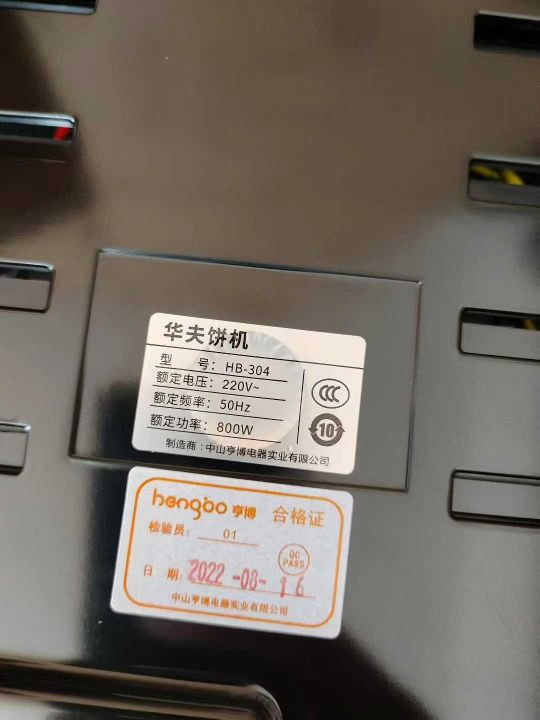 华夫饼机
型 号：HB-304
额定电压：220V~
额定频率：50Hz
额定功率：800W
制造商：中山亨博电器实业有限公司
CCC
10
hengbo 亨博 合格证
检验员：01
QC
PASS
日 期：2022-08-16
中山亨博电器实业有限公司